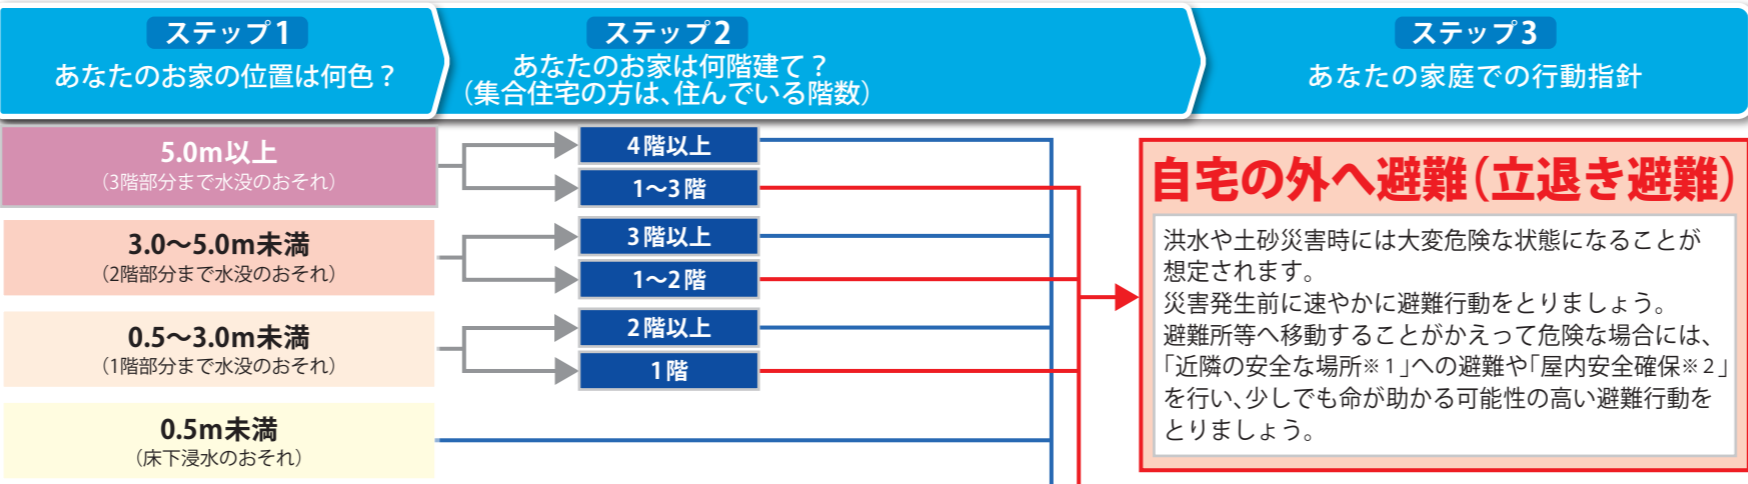 ステップ1
あなたのお家の位置は何色？
ステップ2
あなたのお家は何階建て？
（集合住宅の方は、住んでいる階数）
ステップ3
あなたの家庭での行動指針
5.0m以上
（3階部分まで水没のおそれ）
4階以上
1～3階
3.0～5.0m未満
（2階部分まで水没のおそれ）
3階以上
1～2階
0.5～3.0m未満
（1階部分まで水没のおそれ）
2階以上
1階
0.5m未満
（床下浸水のおそれ）
自宅の外へ避難（立退き避難）
洪水や土砂災害時には大変危険な状態になることが
想定されます。
災害発生前に速やかに避難行動をとりましょう。
避難所等へ移動することがかえって危険な場合には、
「近隣の安全な場所※1」への避難や「屋内安全確保※2」
を行い、少しでも命が助かる可能性の高い避難行動を
とりましょう。